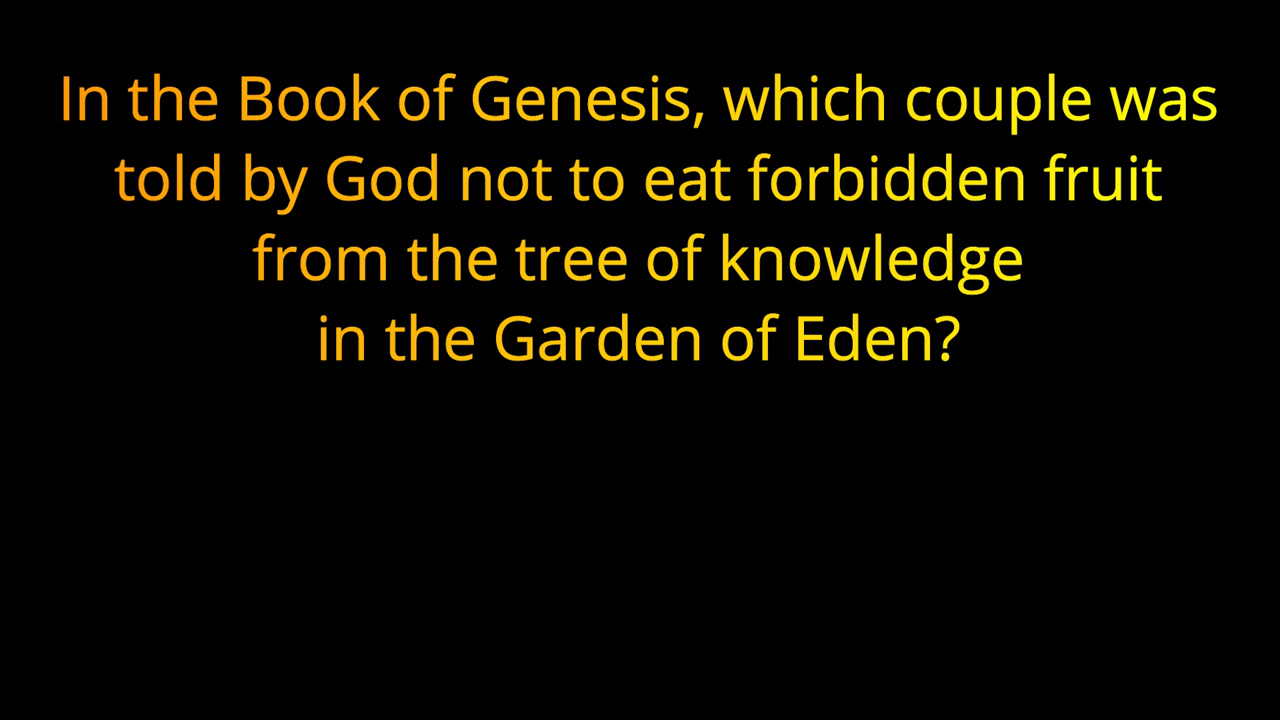 In the Book of Genesis, which couple was
told by God not to eat forbidden fruit
from the tree of knowledge
in the Garden of Eden?